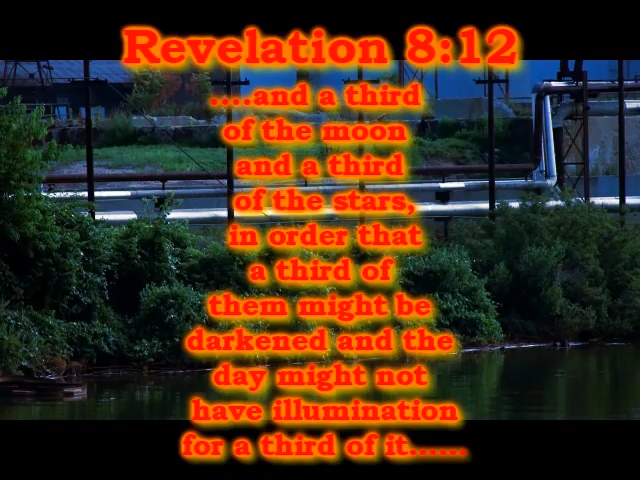 Revelation 8:12
....and a third
of the moon
and a third
of the stars,
in order that
a third of
them might be
darkened and the
day might not
have illumination
for a third of it......